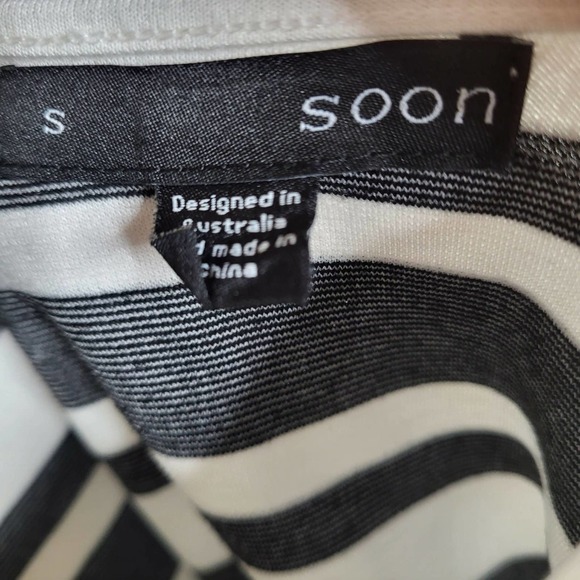 s soon
Designed in
Australia
d made in
china